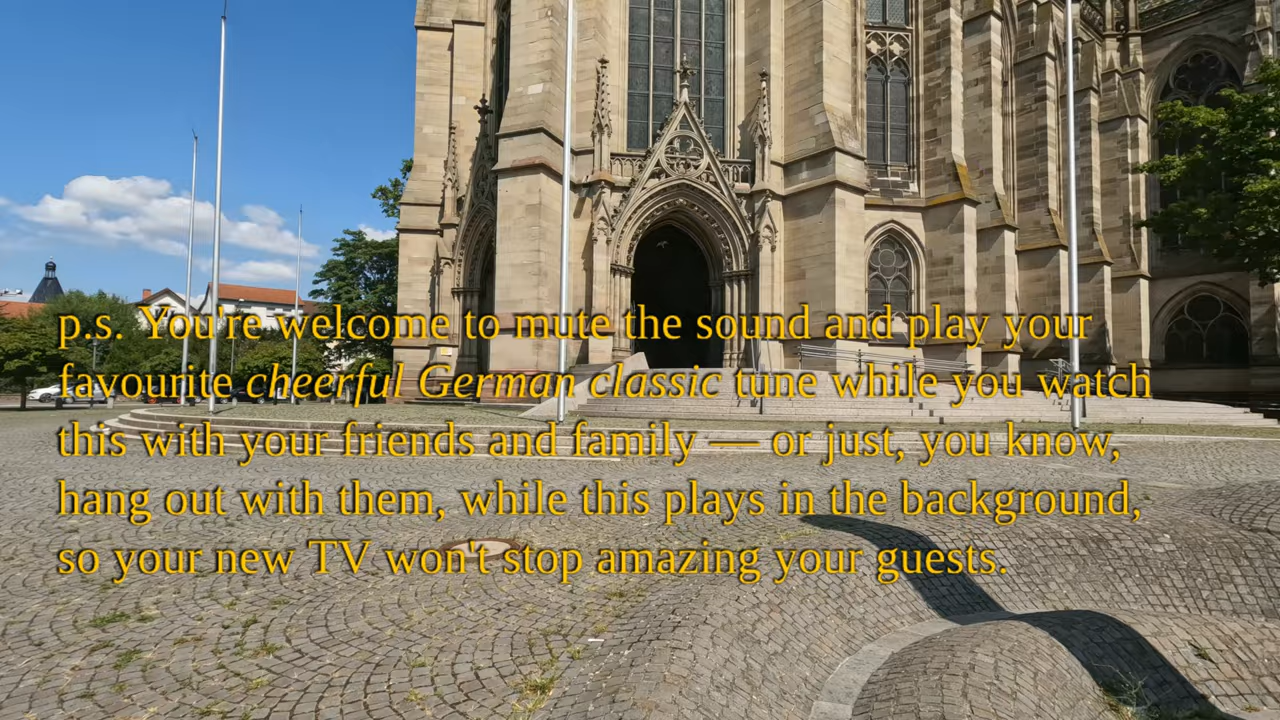 p.s. You're welcome to mute the sound and play your
favourite cheerful German classic tune while you watch
this with your friends and family — or just, you know,
hang out with them, while this plays in the background,
so your new TV won't stop amazing your guests.